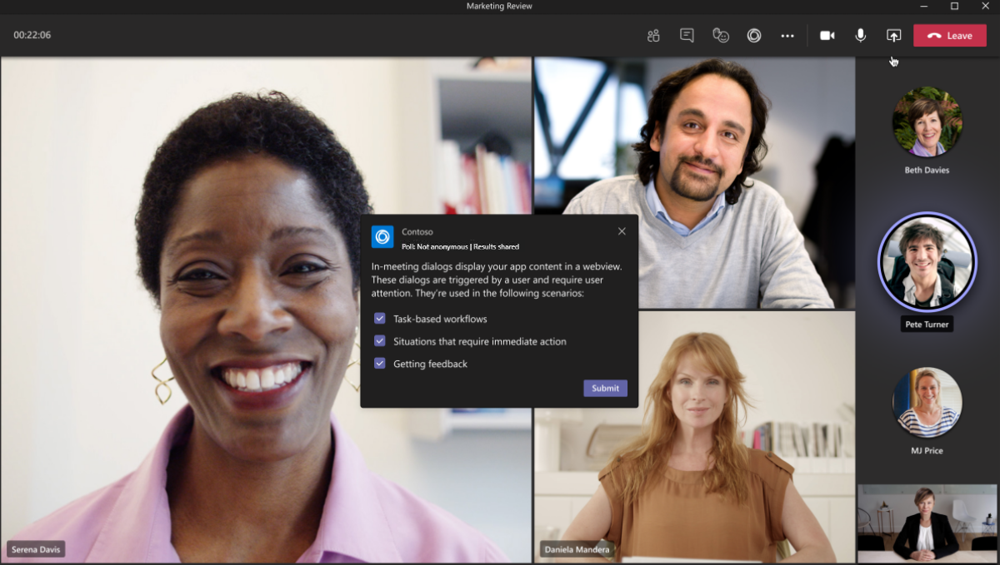 Marketing Review
00:22:06
Leave
Beth Davies
Contoso
Poll: Not anonymous | Results shared
In-meeting dialogs display your app content in a webview.
These dialogs are triggered by a user and require user
attention. They're used in the following scenarios:
Task-based workflows
Situations that require immediate action
Getting feedback
Submit
Pete Turner
MJ Price
Serena Davis
Daniela Mandera